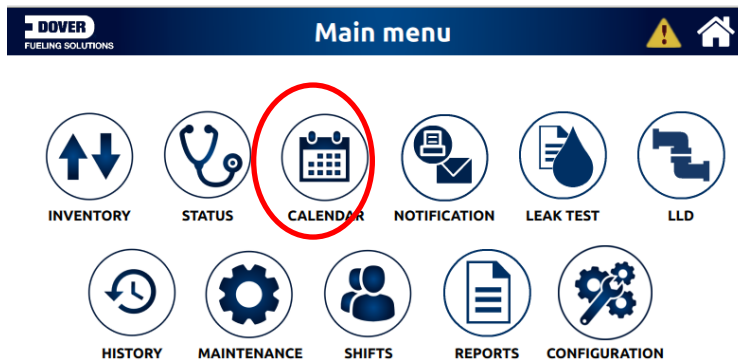 DOVER
FUELING SOLUTIONS
Main menu
INVENTORY STATUS CALENDAR NOTIFICATION LEAK TEST LLD
HISTORY MAINTENANCE SHIFTS REPORTS CONFIGURATION